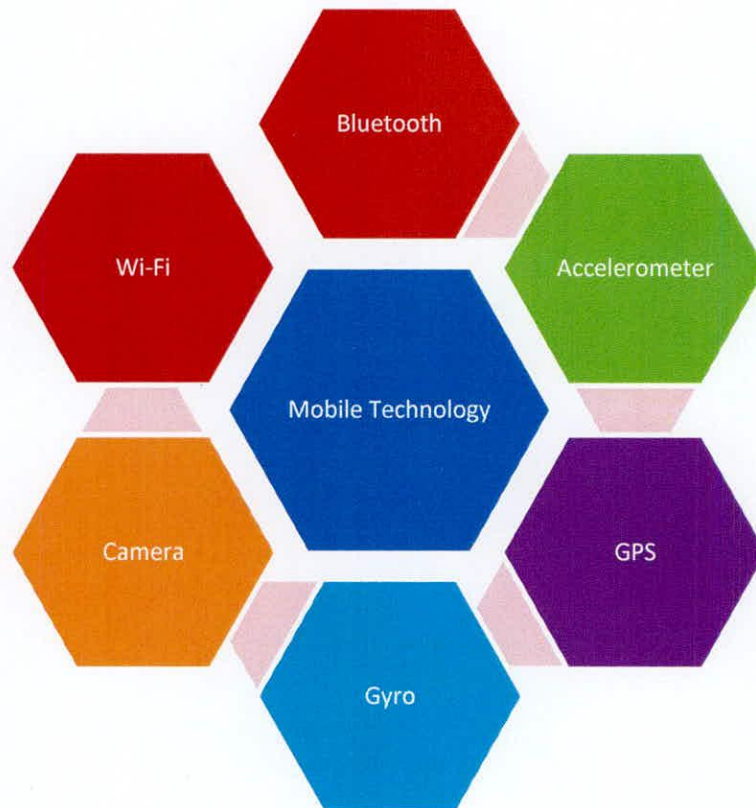 Bluetooth
Wi-Fi
Accelerometer
Mobile Technology
Camera
GPS
Gyro